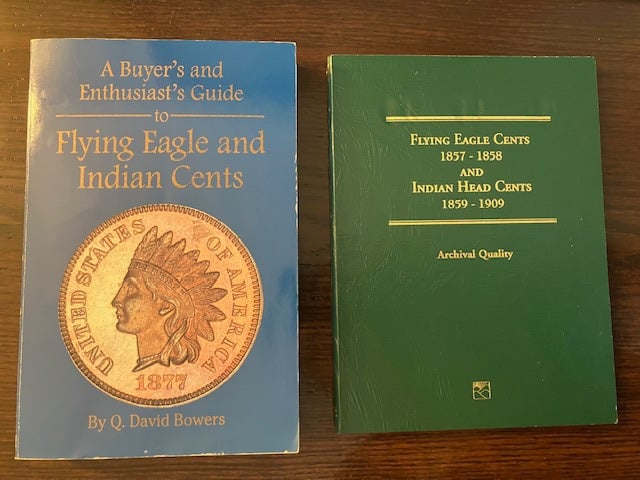 A Buyer's and
Enthusiast's Guide
to
Flying Eagle and
Indian Cents
UNITED STATES OF AMERICA
1877
By Q. David Bowers
FLYING EAGLE CENTS
1857 - 1858
AND
INDIAN HEAD CENTS
1859 - 1909
Archival Quality